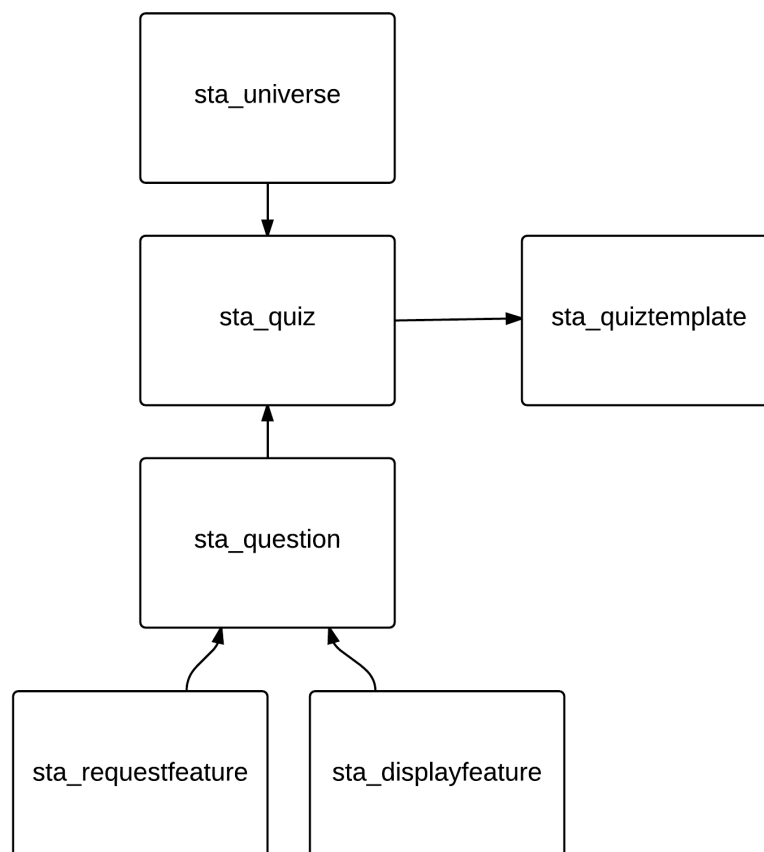 sta_universe
sta_quiz
sta_quiztemplate
sta_question
sta_requestfeature
sta_displayfeature